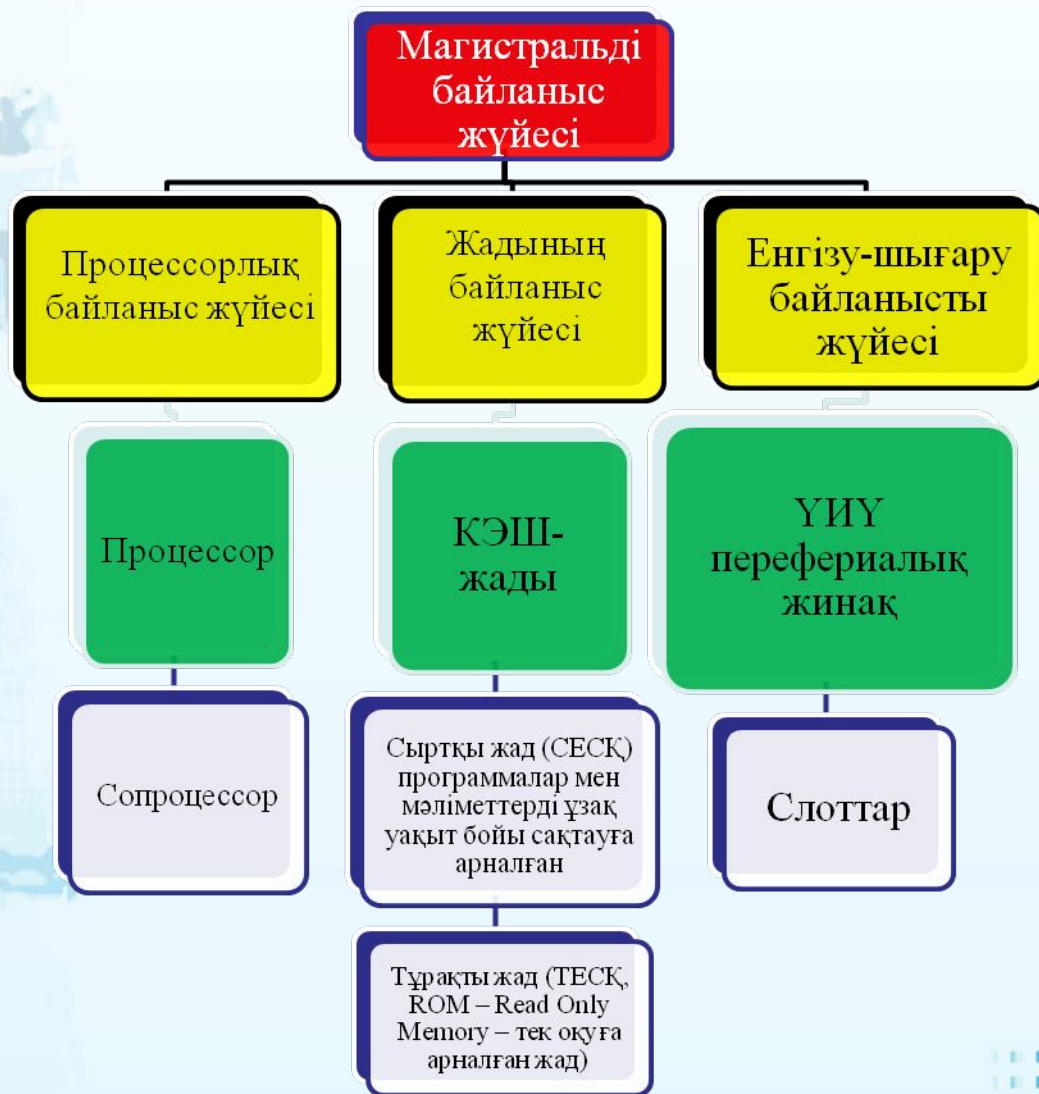 Магистральді
байланыс
жүйесі
Процессорлық
байланыс жүйесі
Жадының
байланыс
жүйесі
Енгізу-шығару
байланысты
жүйесі
Процессор
КЭШ-
жады
ҮИҮ
перефериалық
жинақ
Сопроцессор
Сыртқы жад (СЕСҚ)
программалар мен
мәліметтерді ұзақ
уақыт бойы сақтауға
арналған
Слоттар
Тұрақты жад (ТЕСҚ,
ROM – Read Only
Memory – тек оқуға
арналған жад)